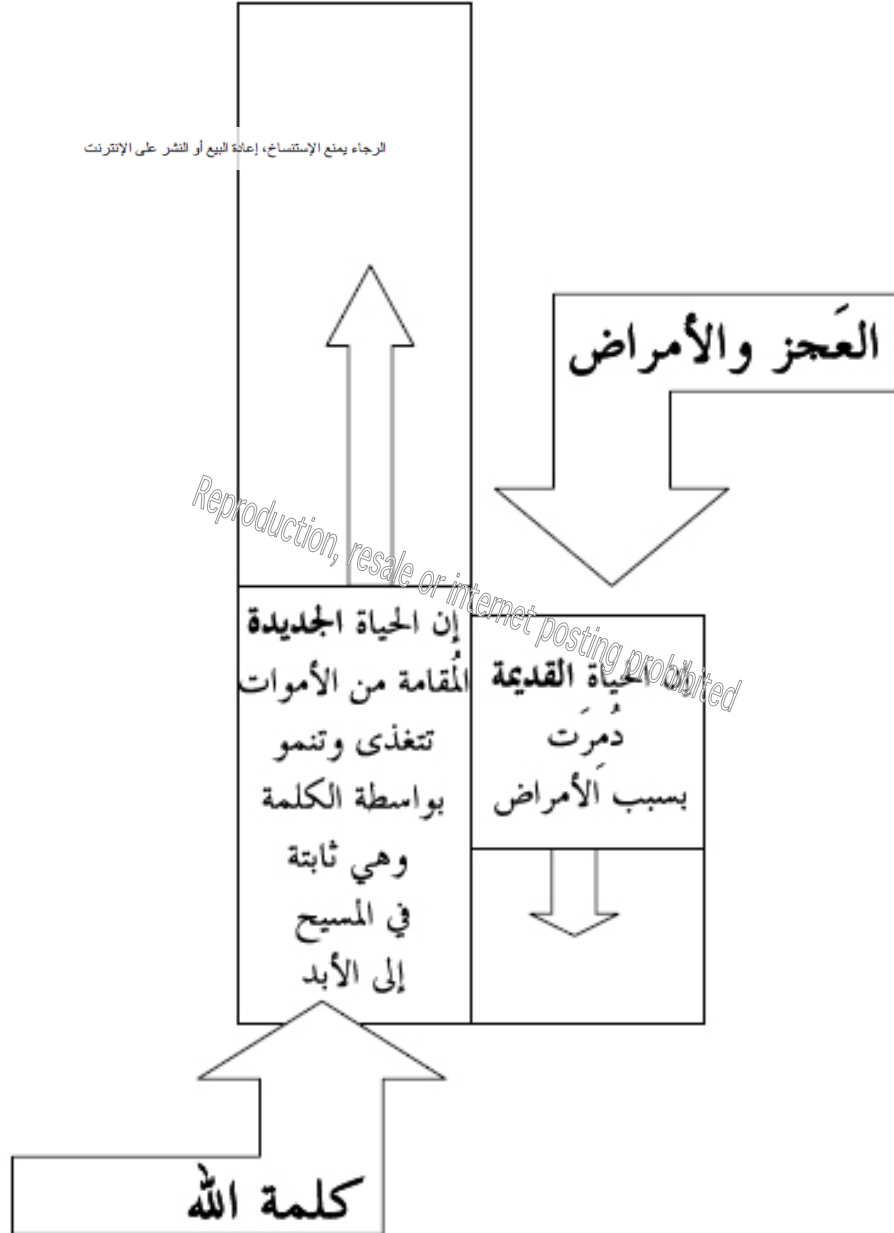 الرجاء يمنع الإستنساخ، إعادة البيع أو النشر على الإنترنت
العَجز والأمراض
Reproduction, resale or internet posting prohibited
إن الحياة الجديدة
المُقامة من الأموات
تتغذى وتنمو
بواسطة الكلمة
وهي ثابتة
في المسيح
إلى الأبد
إن الحياة القديمة
دُمِرَت
بسبب الأمراض
كلمة الله